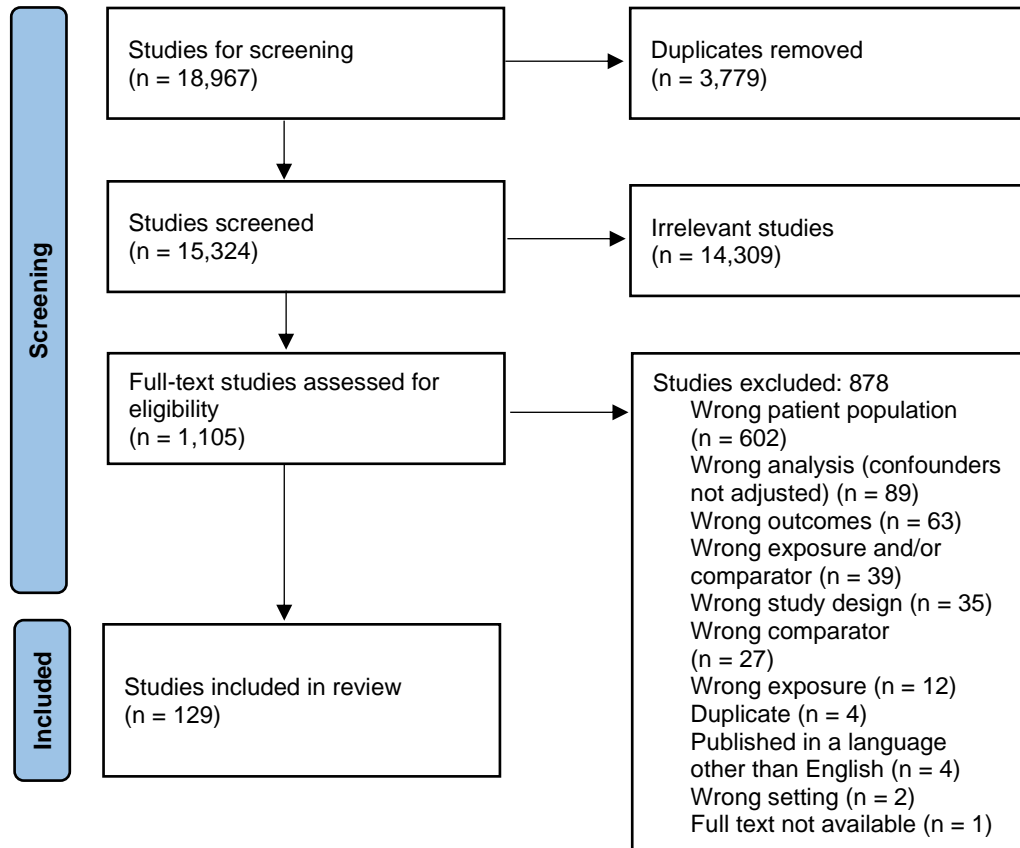 Screening
Studies for screening
(n = 18,967)
Duplicates removed
(n = 3,779)
Studies screened
(n = 15,324)
Irrelevant studies
(n = 14,309)
Full-text studies assessed for
eligibility
(n = 1,105)
Studies excluded: 878
Wrong patient population
(n = 602)
Wrong analysis (confounders
not adjusted) (n = 89)
Wrong outcomes (n = 63)
Wrong exposure and/or
comparator (n = 39)
Wrong study design (n = 35)
Wrong comparator
(n = 27)
Wrong exposure (n = 12)
Duplicate (n = 4)
Published in a language
other than English (n = 4)
Wrong setting (n = 2)
Full text not available (n = 1)
Included
Studies included in review
(n = 129)